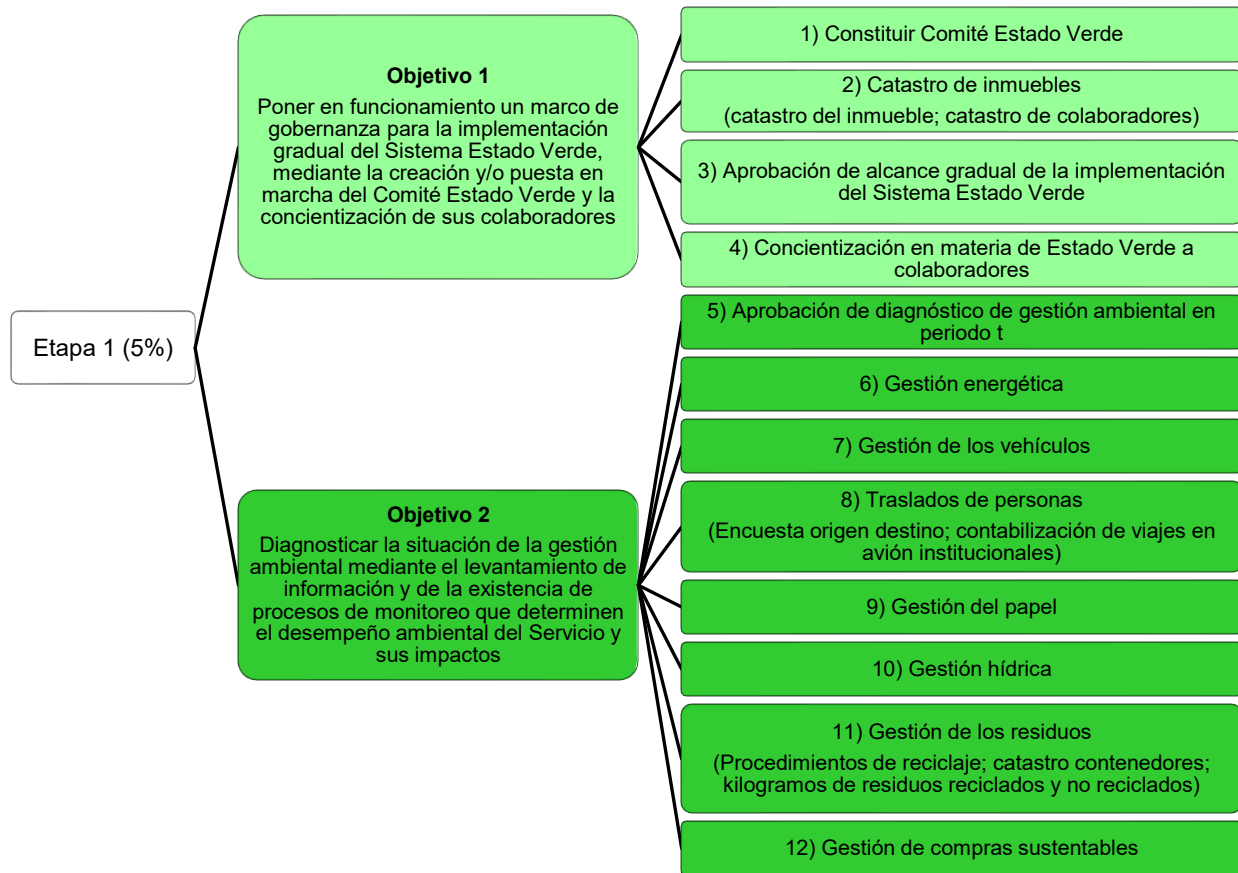 Etapa 1 (5%)
Objetivo 1
Poner en funcionamiento un marco de
gobernanza para la implementación
gradual del Sistema Estado Verde,
mediante la creación y/o puesta en
marcha del Comité Estado Verde y la
concientización de sus colaboradores
1) Constituir Comité Estado Verde
2) Catastro de inmuebles
(catastro del inmueble; catastro de colaboradores)
3) Aprobación de alcance gradual de la implementación
del Sistema Estado Verde
4) Concientización en materia de Estado Verde a
colaboradores
Objetivo 2
Diagnosticar la situación de la gestión
ambiental mediante el levantamiento de
información y de la existencia de
procesos de monitoreo que determinen
el desempeño ambiental del Servicio y
sus impactos
5) Aprobación de diagnóstico de gestión ambiental en
periodo t
6) Gestión energética
7) Gestión de los vehículos
8) Traslados de personas
(Encuesta origen destino; contabilización de viajes en
avión institucionales)
9) Gestión del papel
10) Gestión hídrica
11) Gestión de los residuos
(Procedimientos de reciclaje; catastro contenedores;
kilogramos de residuos reciclados y no reciclados)
12) Gestión de compras sustentables